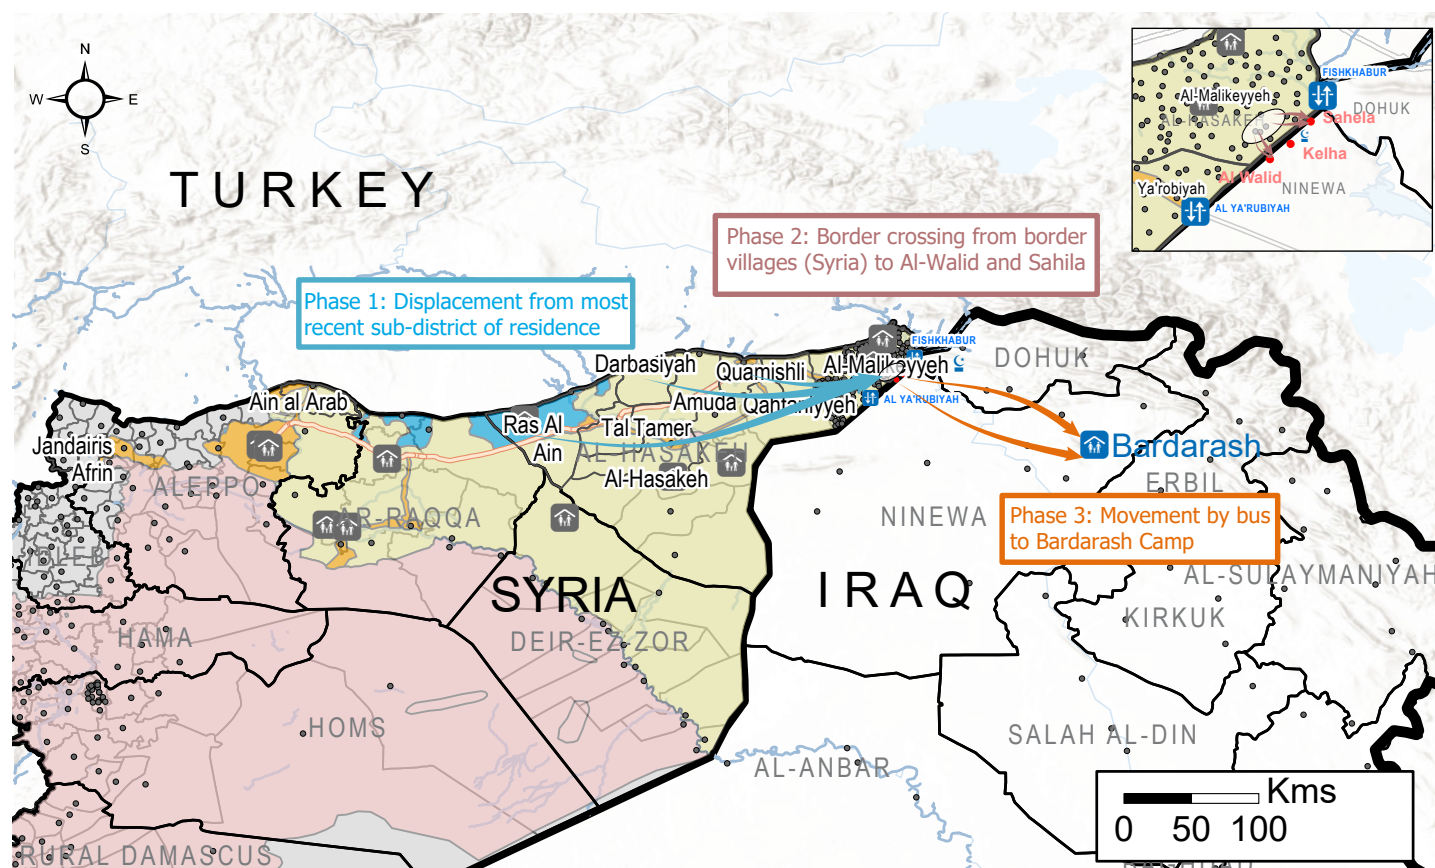 N
W
E
S
TURKEY
Phase 1: Displacement from most
recent sub-district of residence
Phase 2: Border crossing from border
villages (Syria) to Al-Walid and Sahila
FISHKHABUR
Al-Malikeyyeh
DOHUK
AL-HASAKEH
Sahela
Kelha
Al Walid
NINEWA
Ya'robiyah
AL YA'RUBIYAH
FISHKHABUR
DOHUK
Darbasiyah
Quamishli
Al-Malikeyyeh
Ain al Arab
Amuda
Qahtaniyyeh
AL YA'RUBIYAH
Ras Al
Ain
Tal Tamer
AL HASAKEH
Al-Hasakeh
Jandairis
Afrin
ALEPPO
AR-RAQQA
Bardarash
ERBIL
NINEWA
Phase 3: Movement by bus
to Bardarash Camp
SYRIA
IRAQ
AL-SULAYMANIYAH
KIRKUK
HAMA
DEIR-EZ-ZOR
HOMS
SALAH AL-DIN
AL-ANBAR
RURAL DAMASCUS
Kms
0 50 100